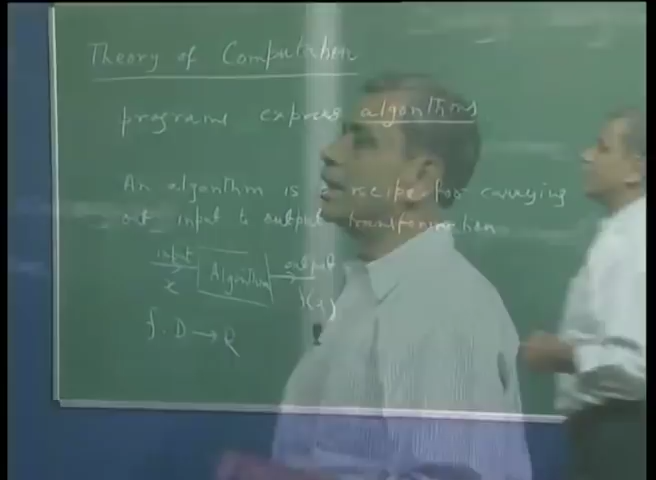 Theory of Computation
programs express algorithms
An algorithm is a recipe for carrying
out input to output transformation
input Algorithm output
x f(x)
f: D → R